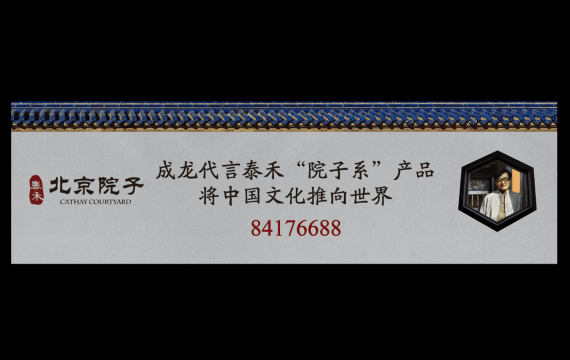 泰禾
北京院子
CATHAY COURTYARD
成龙代言泰禾“院子系”产品
将中国文化推向世界
84176688